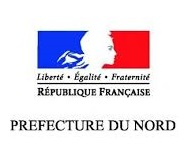 Liberté • Égalité • Fraternité
RÉPUBLIQUE FRANÇAISE
PREFECTURE DU NORD